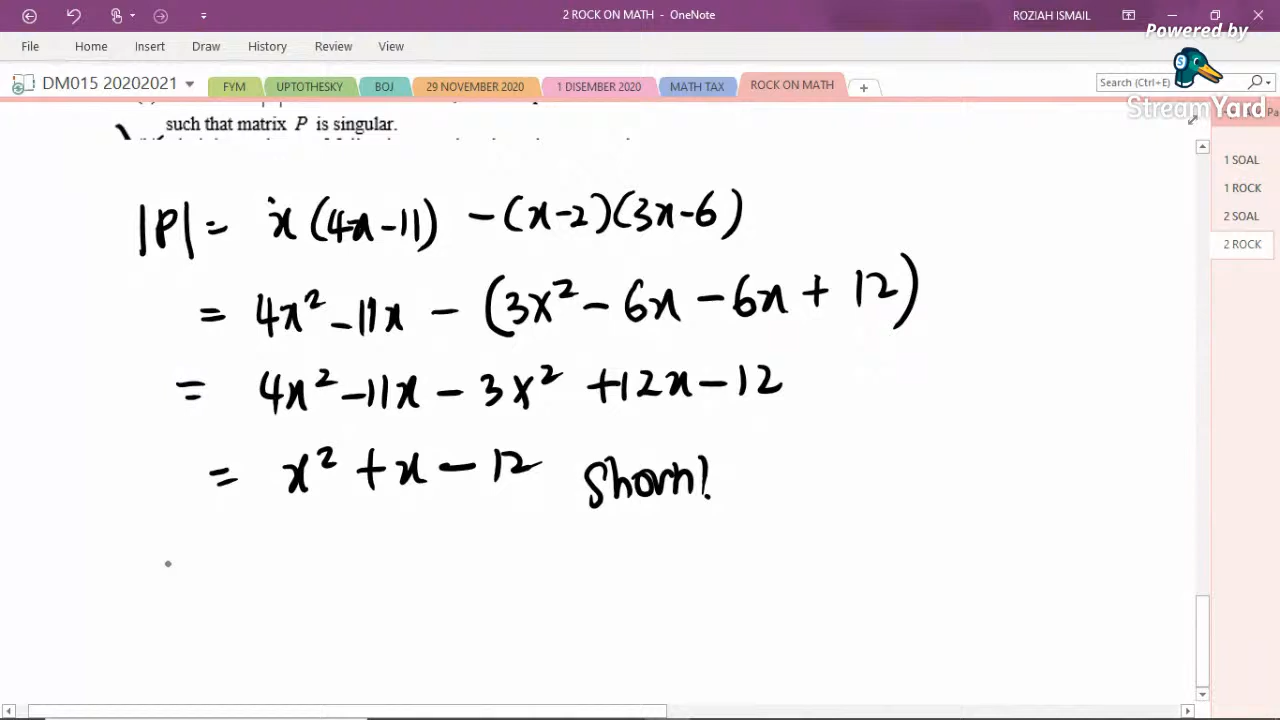 2 ROCK ON MATH - OneNote
ROZIAH ISMAIL
Powered by
File Home Insert Draw History Review View
DM015 20202021
FYM UPTOTHESKY BOJ 29 NOVEMBER 2020 1 DISEMBER 2020 MATH TAX ROCK ON MATH +
Search (Ctrl+E)
StreamYard
such that matrix P is singular.
|P| = x(4x-11) -(x-2)(3x-6)
= 4x² -11x - (3x² - 6x - 6x + 12)
= 4x² -11x - 3x² +12x - 12
= x² + x - 12 Shown!
1 SOAL
1 ROCK
2 SOAL
2 ROCK